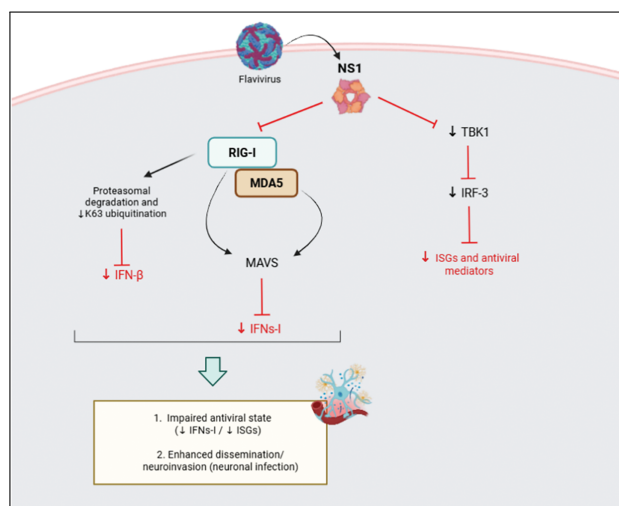 Flavivirus
NS1
RIG-I
MDA5
↓ TBK1
↓ IRF-3
↓ ISGs and antiviral
mediators
Proteasomal
degradation and
↓K63 ubiquitination
↓ IFN-β
MAVS
↓ IFNs-I
1. Impaired antiviral state
(↓ IFNs-I / ↓ ISGs)
2. Enhanced dissemination/
neuroinvasion (neuronal infection)